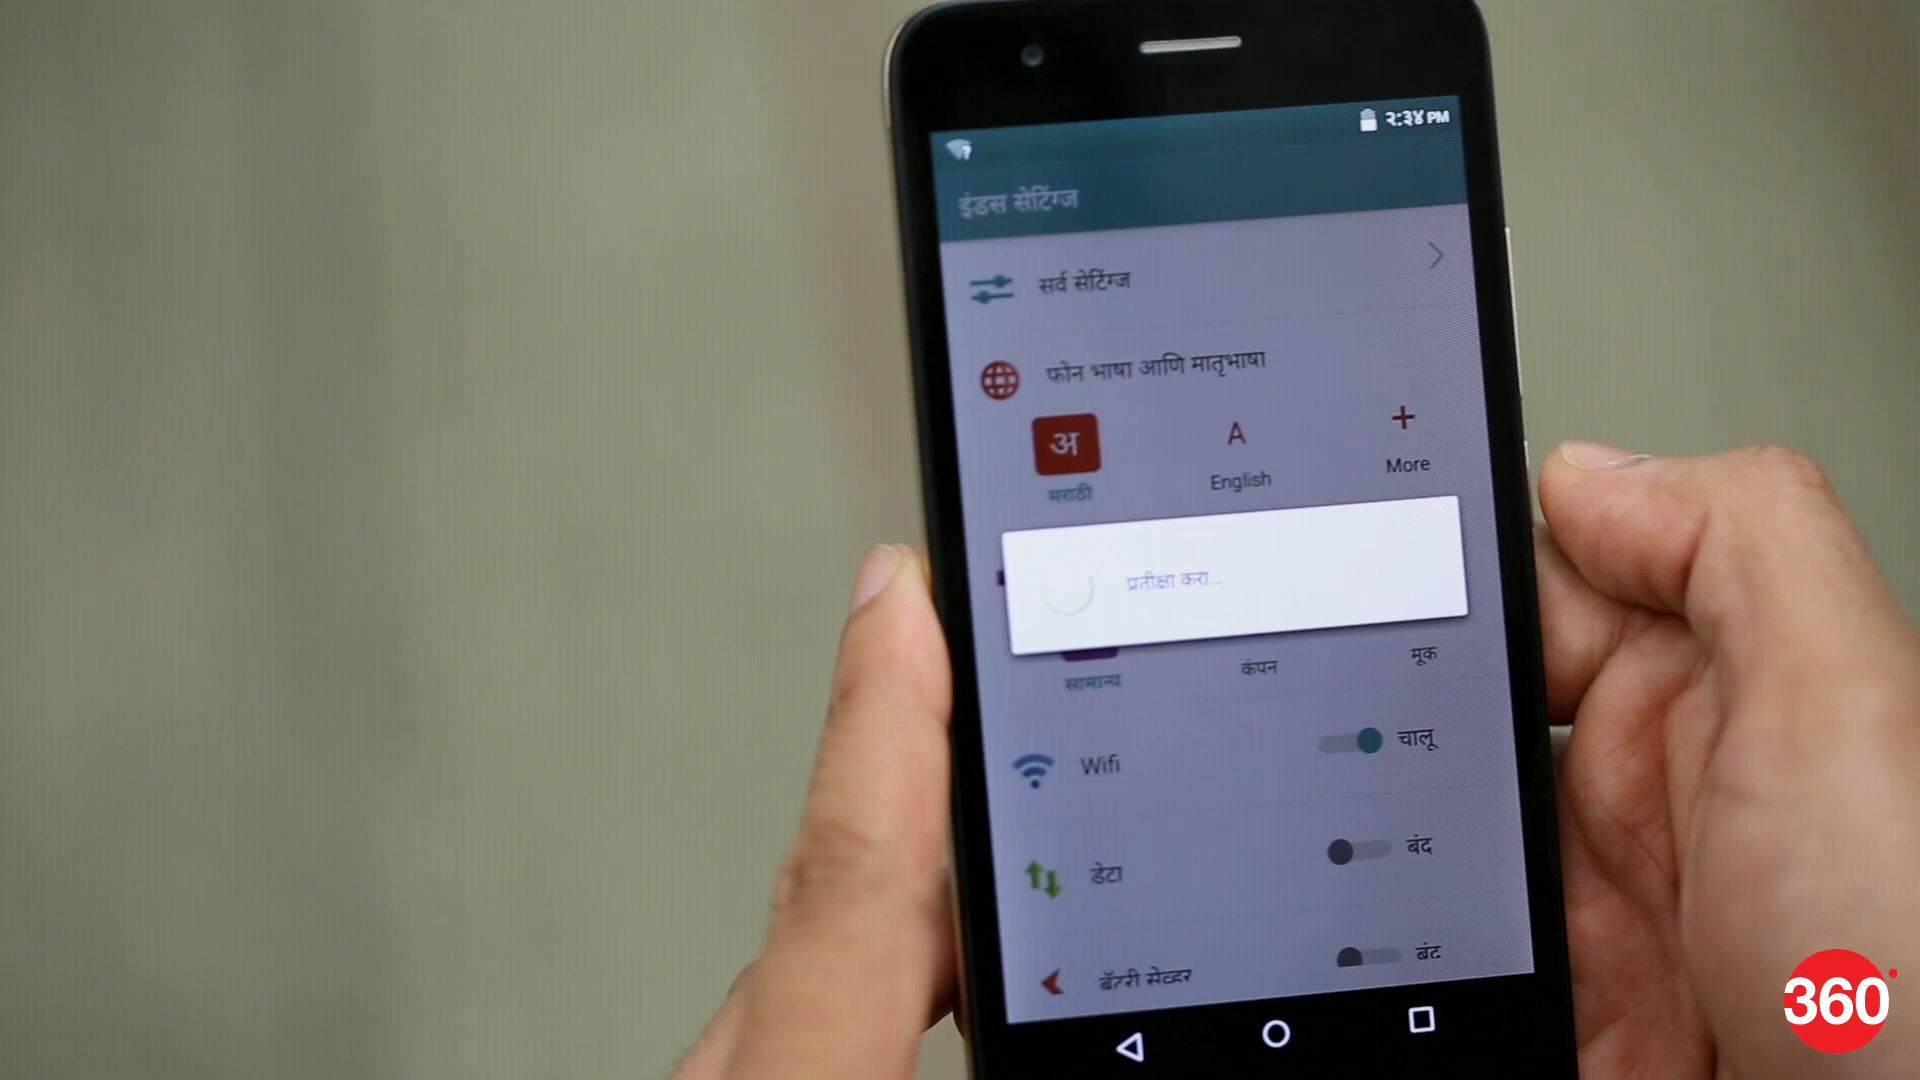 २:३४ PM
इंडस सेटिंग्ज
सर्व सेटिंग्ज
फोन भाषा आणि मातृभाषा
अ
A
मराठी
English
More
प्रतीक्षा करा...
सामान्य
कंपन
मूक
Wifi
चालू
डेटा
बंद
बॅटरी सेव्हर
बंद
360